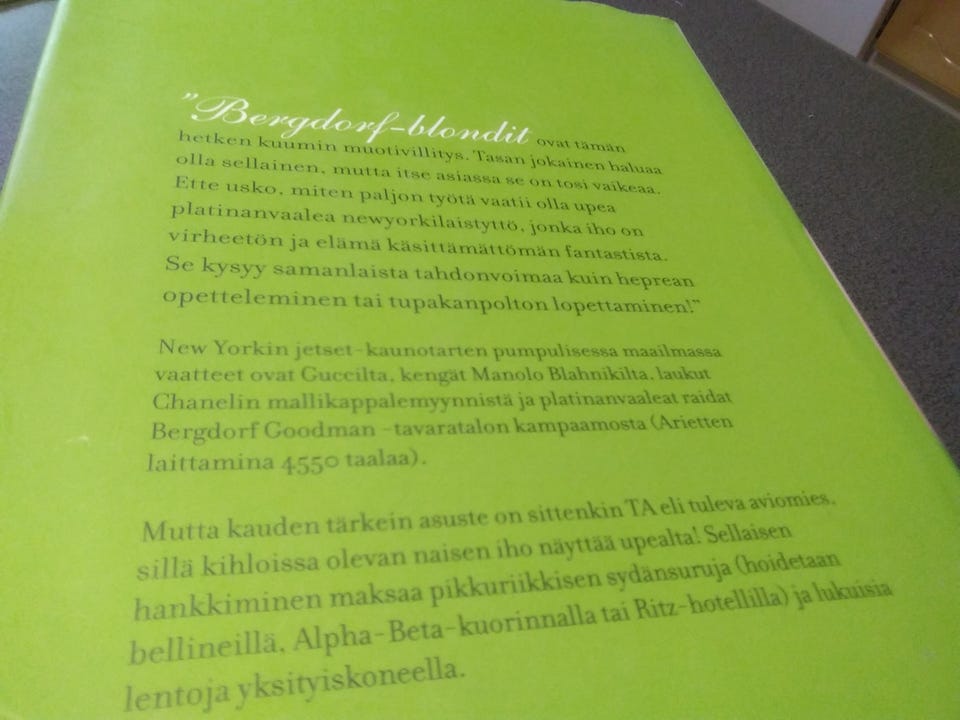 ”Bergdorf-blondit ovat tämän
hetken kuumin muotivillitys. Tasan jokainen haluaa
olla sellainen, mutta itse asiassa se on tosi vaikeaa.
Ette usko, miten paljon työtä vaatii olla upea
platinanvaalea newyorkilaistyttö, jonka iho on
virheetön ja elämä käsittämättömän fantastista.
Se kysyy samanlaista tahdonvoimaa kuin heprean
opetteleminen tai tupakanpolton lopettaminen!”
New Yorkin jetset-kaunotarten pumpulisessa maailmassa
vaatteet ovat Guccilta, kengät Manolo Blahnikilta, laukut
Chanelin mallikappalemyynnistä ja platinanvaaleat raidat
Bergdorf Goodman -tavaratalon kampaamosta (Arietten
laittamina 4550 taalaa).
Mutta kauden tärkein asuste on sittenkin TA eli tuleva aviomies,
sillä kihloissa olevan naisen iho näyttää upealta! Sellaisen
hankkiminen maksaa pikkuriikkisen sydänsuruja (hoidetaan
bellineillä, Alpha-Beta-kuorinnalla tai Ritz-hotellilla) ja lukuisia
lentoja yksityiskoneella.